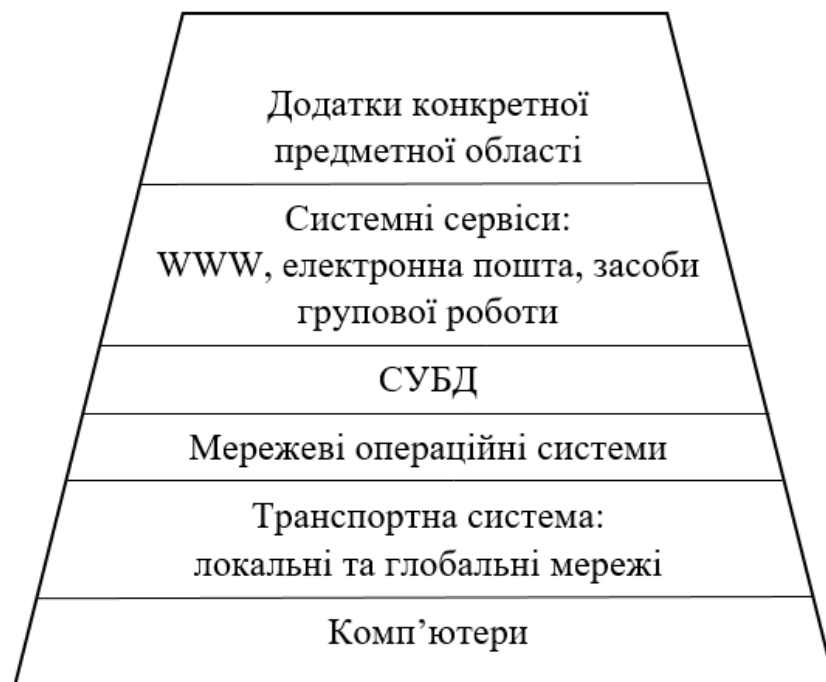 Додатки конкретної
предметної області
Системні сервіси:
WWW, електронна пошта, засоби
групової роботи
СУБД
Мережеві операційні системи
Транспортна система:
локальні та глобальні мережі
Комп’ютери